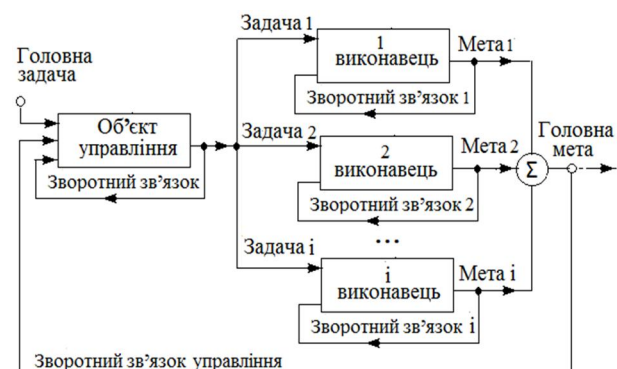 Задача 1
1
виконавець
Мета 1
Зворотний зв’язок 1
Головна
задача
Об’єкт
управління
Зворотний зв’язок
Задача 2
2
виконавець
Мета 2
Зворотний зв’язок 2
Головна
мета
Σ
...
Задача і
і
виконавець
Мета і
Зворотний зв’язок і
Зворотний зв’язок управління